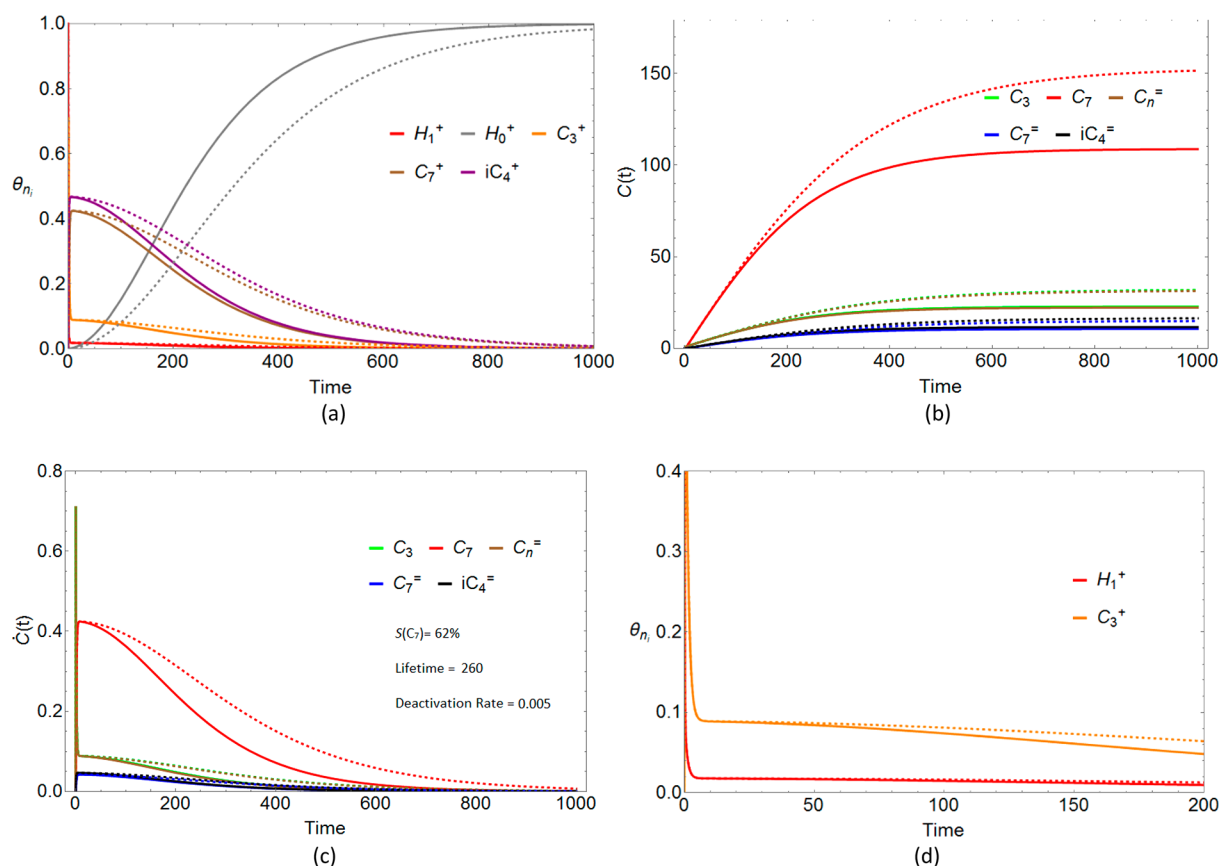 1.0
0.8
0.6
0.4
0.2
0.0
θnᵢ
H₁⁺ H₀⁺ C₃⁺
C₇⁺ iC₄⁺
0 200 400 600 800 1000
Time
(a)
150
100
50
0
C(t)
C₃ C₇ Cₙ⁼
C₇⁼ iC₄⁼
0 200 400 600 800 1000
Time
(b)
0.8
0.6
0.4
0.2
0.0
Ċ(t)
C₃ C₇ Cₙ⁼
C₇⁼ iC₄⁼
S(C₇)= 62%
Lifetime = 260
Deactivation Rate = 0.005
0 200 400 600 800 1000
Time
(c)
0.4
0.3
0.2
0.1
0.0
θnᵢ
H₁⁺
C₃⁺
0 50 100 150 200
Time
(d)